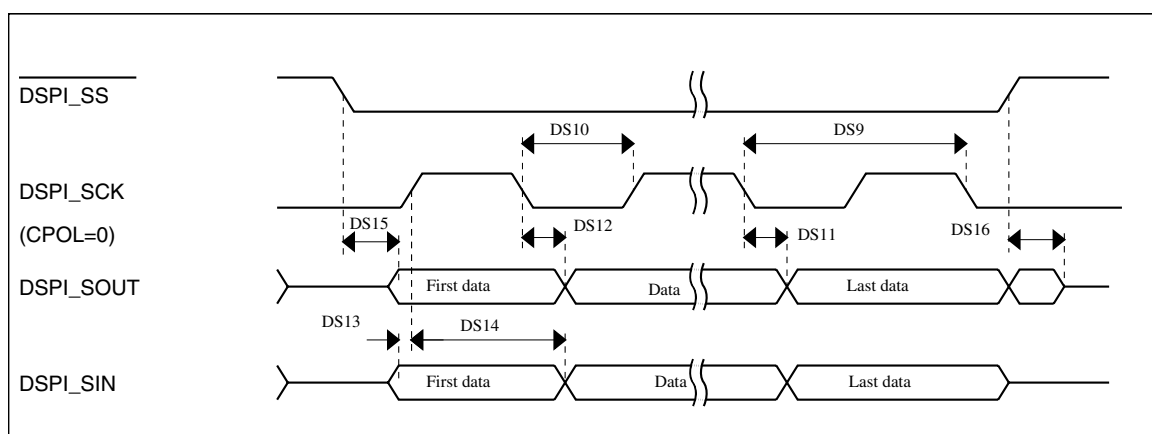 DSPI_SS
DS10
DS9
DSPI_SCK
DS15
DS12
DS11
DS16
(CPOL=0)
DSPI_SOUT
First data
Data
Last data
DS13
DS14
DSPI_SIN
First data
Data
Last data